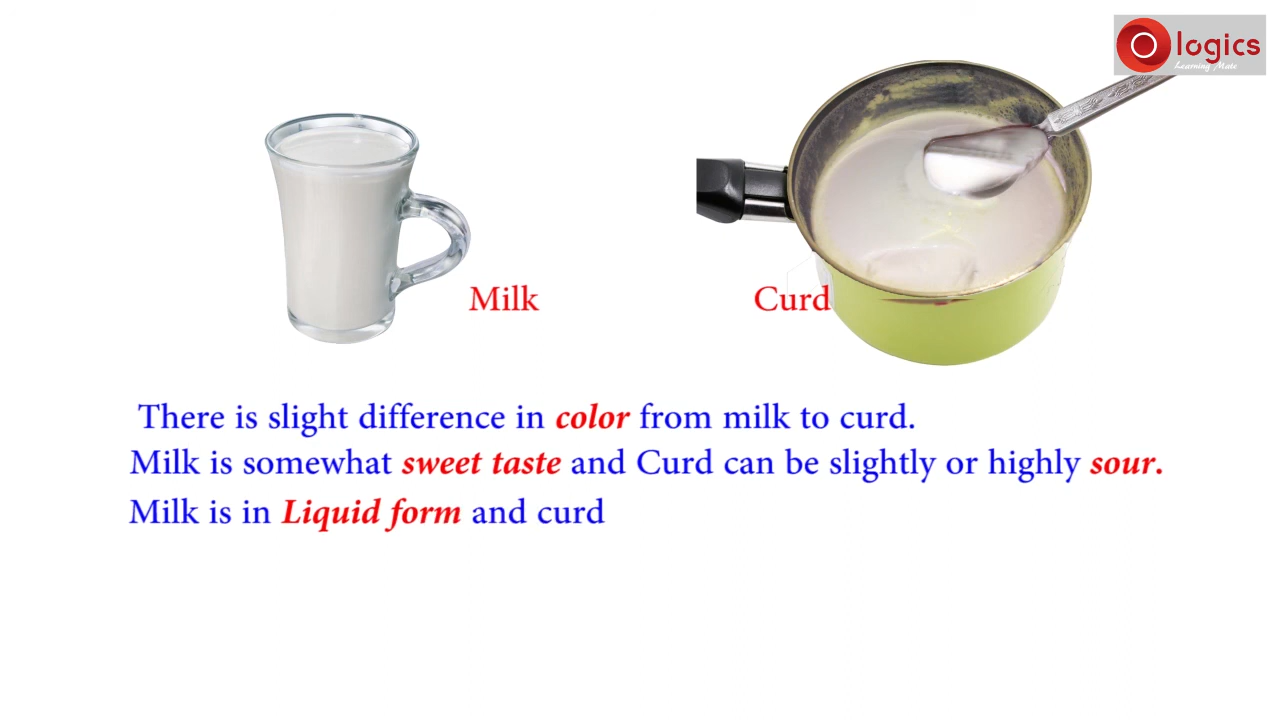 logics
Learning Mate
Milk
Curd
There is slight difference in color from milk to curd.
Milk is somewhat sweet taste and Curd can be slightly or highly sour.
Milk is in Liquid form and curd